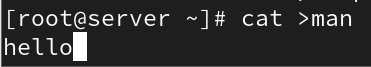 [root@server ~]# cat >man
hello